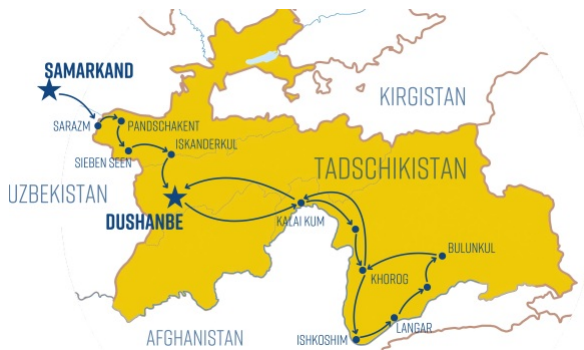 SAMARKAND
KIRGISTAN
SARAZM
PANDSCHAKENT
ISKANDERKUL
SIEBEN SEEN
TADSCHIKISTAN
UZBEKISTAN
DUSHANBE
KALAI KUM
BULUNKUL
KHOROG
LANGAR
AFGHANISTAN
ISHKOSHIM